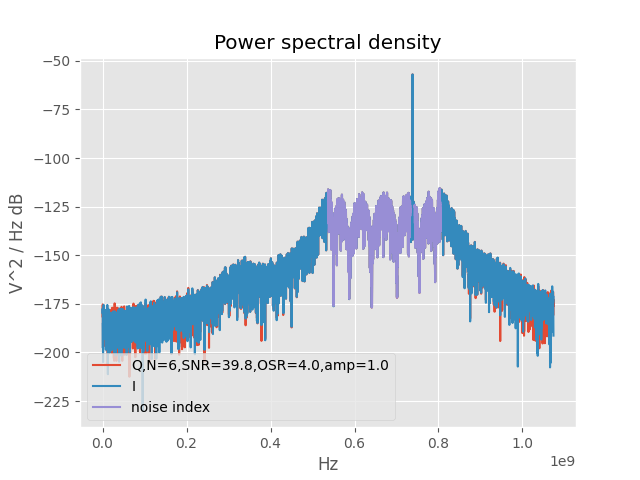 Power spectral density
V^2 / Hz dB
−50
−75
−100
−125
−150
−175
−200
−225
Q,N=6,SNR=39.8,OSR=4.0,amp=1.0
I
noise index
0.0 0.2 0.4 0.6 0.8 1.0
1e9
Hz